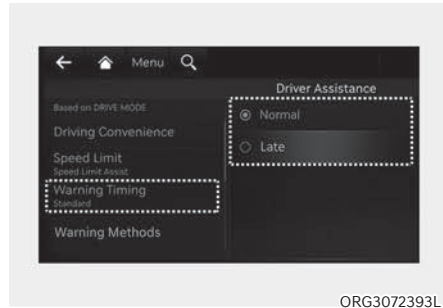 Menu
Driver Assistance
Based on DRIVE MODE
Driving Convenience
Speed Limit
Speed Limit Assist
Warning Timing
Standard
Warning Methods
Normal
Late
ORG3072393L